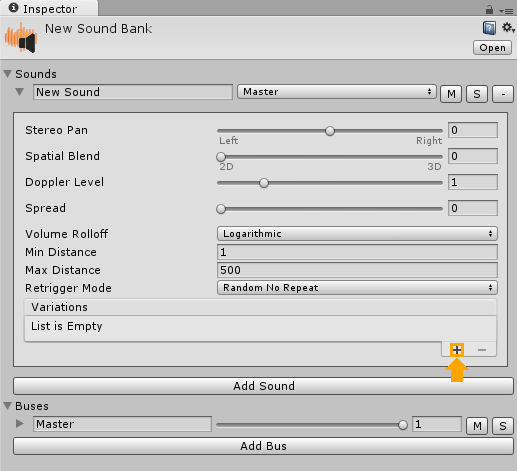 Inspector
New Sound Bank
Open
Sounds
New Sound Master M S -
Stereo Pan 0
Left Right
Spatial Blend 0
2D 3D
Doppler Level 1
Spread 0
Volume Rolloff Logarithmic
Min Distance 1
Max Distance 500
Retrigger Mode Random No Repeat
Variations
List is Empty
+ −
Add Sound
Buses
Master 1 M S
Add Bus